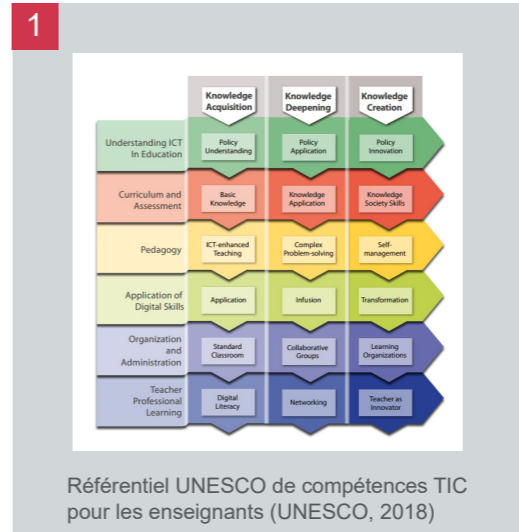 1
Knowledge
Acquisition
Knowledge
Deepening
Knowledge
Creation
Understanding ICT
In Education
Policy
Understanding
Policy
Application
Policy
Innovation
Curriculum and
Assessment
Basic
Knowledge
Knowledge
Application
Knowledge
Society Skills
Pedagogy
ICT-enhanced
Teaching
Complex
Problem-solving
Self-
management
Application of
Digital Skills
Application
Infusion
Transformation
Organization
and
Administration
Standard
Classroom
Collaborative
Groups
Learning
Organizations
Teacher
Professional
Learning
Digital
Literacy
Networking
Teacher as
Innovator
Référentiel UNESCO de compétences TIC
pour les enseignants (UNESCO, 2018)